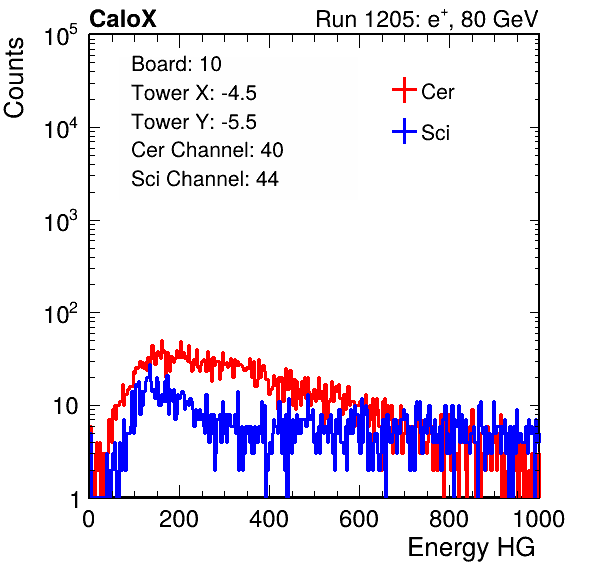 CaloX Run 1205: e⁺, 80 GeV
Counts
Board: 10
Tower X: -4.5
Tower Y: -5.5
Cer Channel: 40
Sci Channel: 44
Cer
Sci
10⁵
10⁴
10³
10²
10
1
0 200 400 600 800 1000
Energy HG